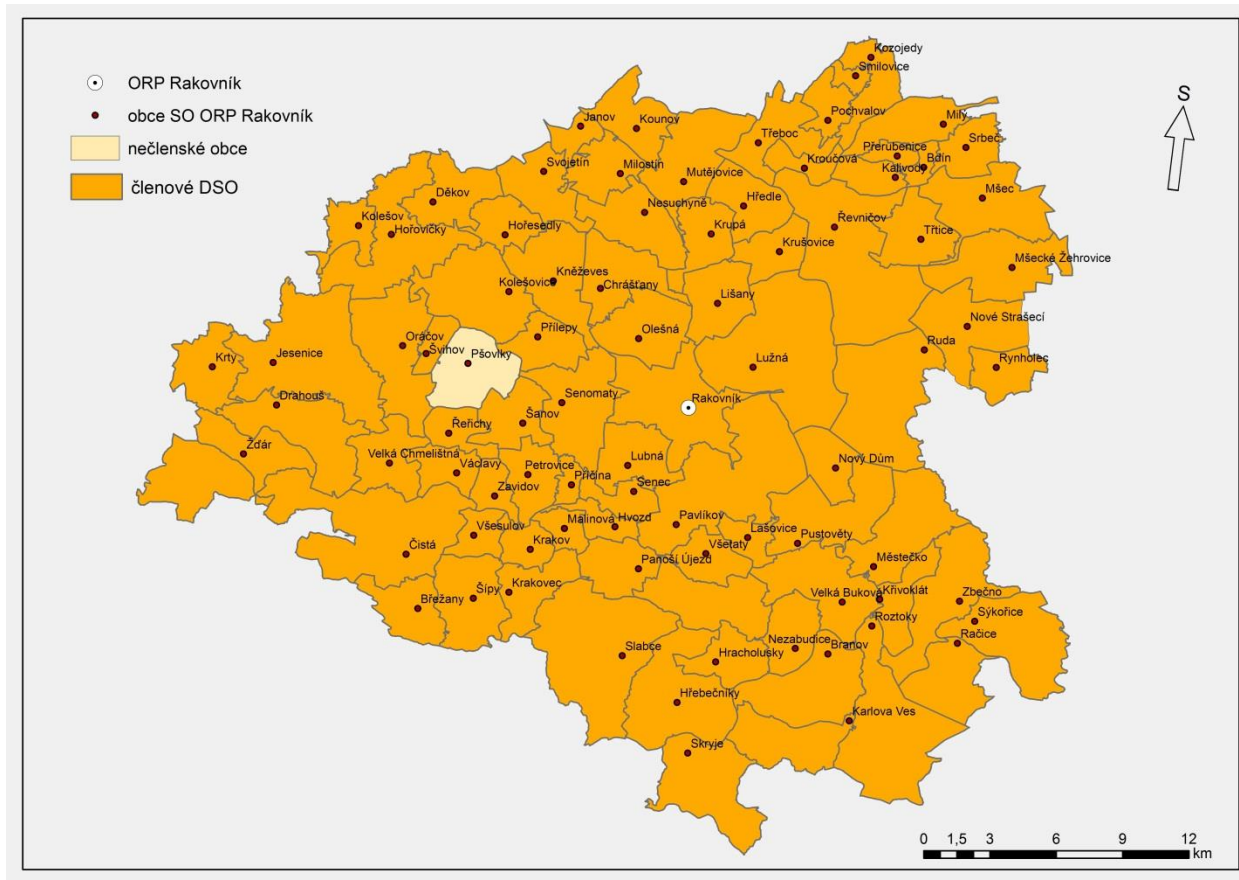 ORP Rakovník
obce SO ORP Rakovník
nečlenské obce
členové DSO
S
Kozojedy
Smilovice
Janov
Kounov
Pochvalov
Milý
Třeboc
Srbeč
Přerubenice
Svojetín
Milostín
Kroučová
Bdín
Mutějovice
Kalivody
Děkov
Mšec
Nesuchyně
Hředle
Kolešov
Hořovičky
Hořesedly
Krupá
Řevničov
Třtice
Krušovice
Mšecké Žehrovice
Kněževes
Kolešovice
Chrášťany
Lišany
Nové Strašecí
Přílepy
Olešná
Oráčov
Švihov
Ruda
Pšovlky
Krty
Jesenice
Lužná
Rynholec
Drahouš
Senomaty
Rakovník
Šanov
Řeřichy
Žďár
Velká Chmelištná
Václavy
Petrovice
Lubná
Nový Dům
Příčina
Zavidov
Senec
Malinová
Hvozd
Pavlíkov
Všesulov
Lašovice
Pustověty
Krakov
Čistá
Všetaty
Panoší Újezd
Městečko
Krakovec
Šípy
Břežany
Velká Buková
Křivoklát
Zbečno
Sýkořice
Roztoky
Račice
Slabce
Nezabudice
Branov
Hracholusky
Hřebečníky
Karlova Ves
Skryje
0 1,5 3 6 9 12
km